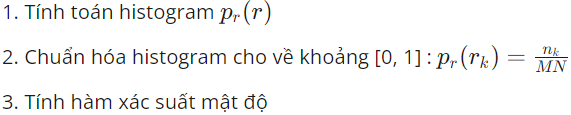 1. Tính toán histogram $p_r(r)$
2. Chuẩn hóa histogram cho về khoảng [0, 1] : $p_r(r_k) = \frac{n_k}{MN}$
3. Tính hàm xác suất mật độ